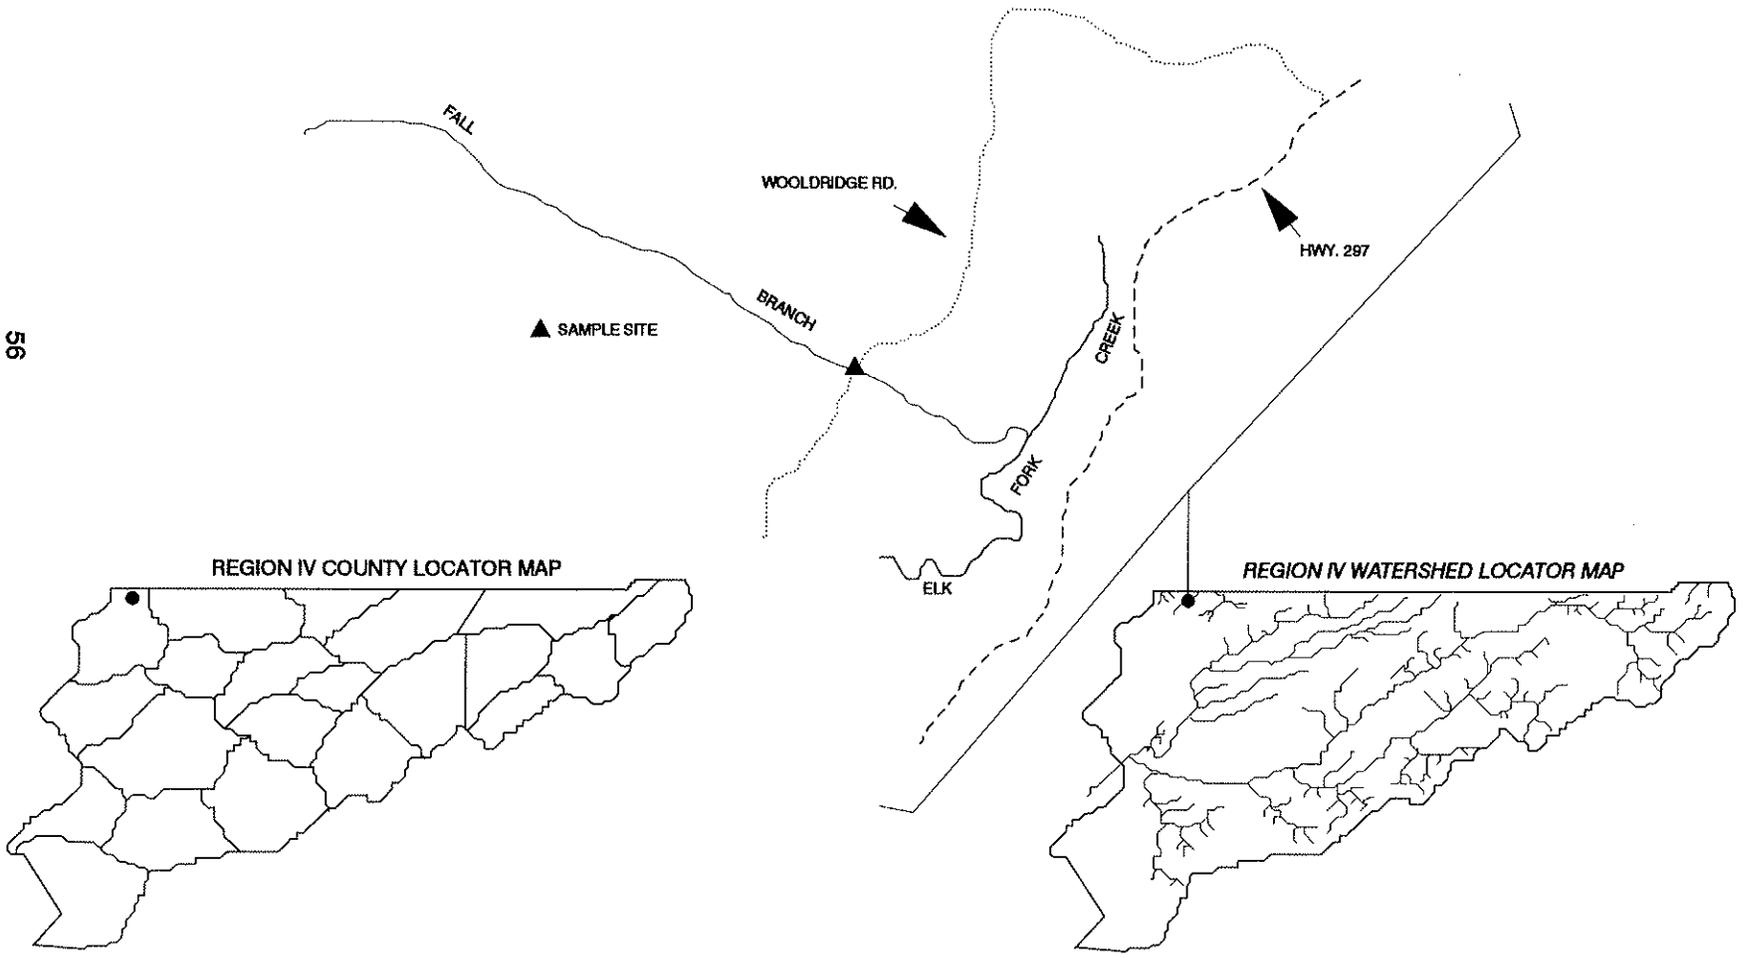 FALL
WOOLDRIDGE RD.
HWY. 297
BRANCH
SAMPLE SITE
CREEK
56
FORK
ELK
REGION IV COUNTY LOCATOR MAP
REGION IV WATERSHED LOCATOR MAP